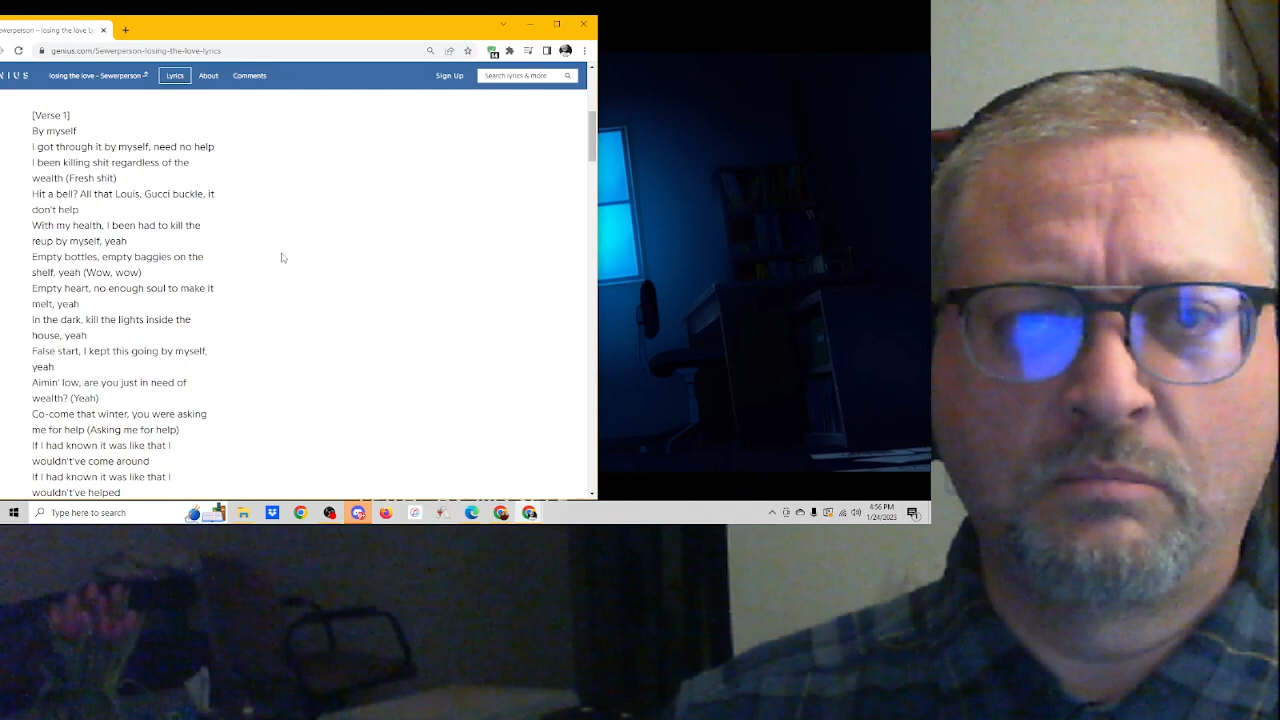 ewerperson – losing the love Ly
genius.com/Sewerperson-losing-the-love-lyrics
NIUS
losing the love - Sewerperson
Lyrics
About
Comments
Sign Up
Search lyrics & more
[Verse 1]
By myself
I got through it by myself, need no help
I been killing shit regardless of the
wealth (Fresh shit)
Hit a bell? All that Louis, Gucci buckle, it
don't help
With my health, I been had to kill the
reup by myself, yeah
Empty bottles, empty baggies on the
shelf, yeah (Wow, wow)
Empty heart, no enough soul to make it
melt, yeah
In the dark, kill the lights inside the
house, yeah
False start, I kept this going by myself,
yeah
Aimin' low, are you just in need of
wealth? (Yeah)
Co-come that winter, you were asking
me for help (Asking me for help)
If I had known it was like that I
wouldn't've come around
If I had known it was like that I
wouldn't've helped
Type here to search
4:56 PM
1/24/2023